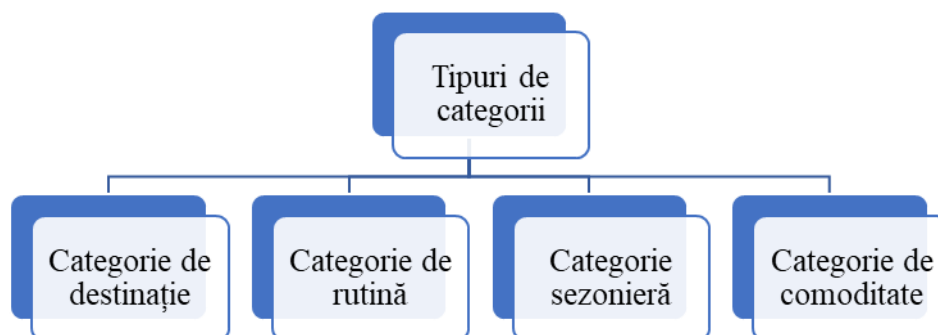 Tipuri de
categorii
Categorie de
destinație
Categorie de
rutină
Categorie
sezonieră
Categorie de
comoditate